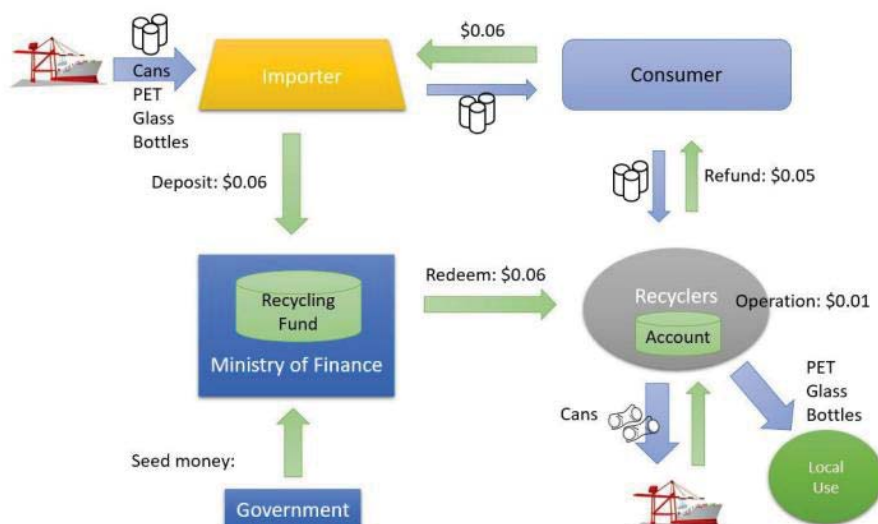 $0.06
Importer
Consumer
Cans
PET
Glass
Bottles
Deposit: $0.06
Refund: $0.05
Redeem: $0.06
Recycling
Fund
Ministry of Finance
Recyclers
Operation: $0.01
Account
PET
Glass
Bottles
Cans
Seed money:
Local
Use
Government